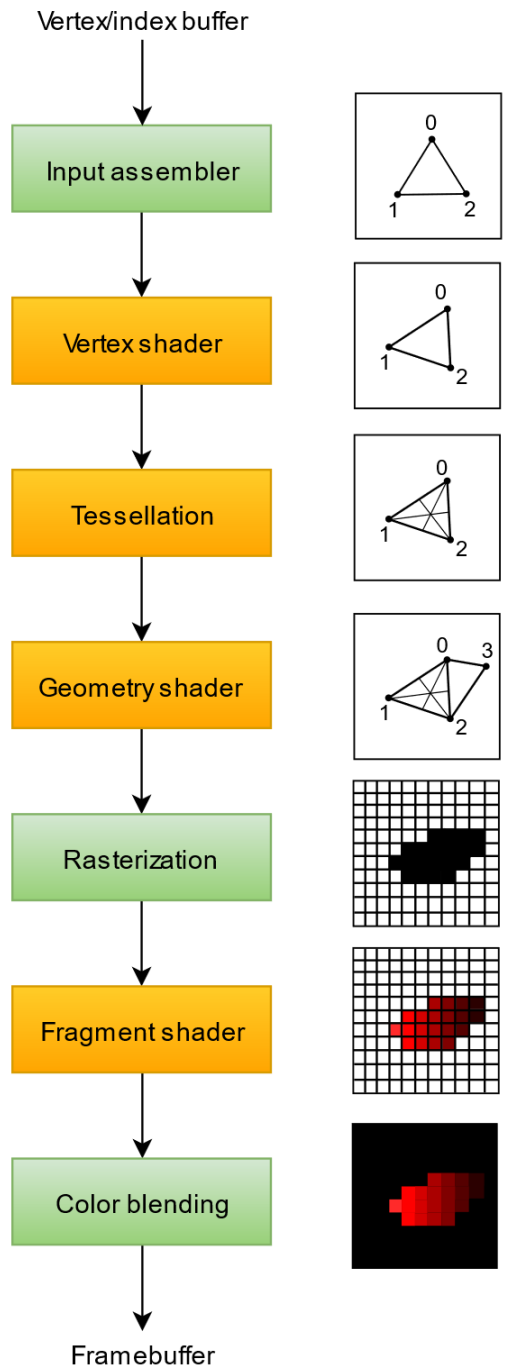 Vertex/index buffer
Input assembler
0
1
2
Vertex shader
0
1
2
Tessellation
0
1
2
Geometry shader
0
3
1
2
Rasterization
Fragment shader
Color blending
Framebuffer